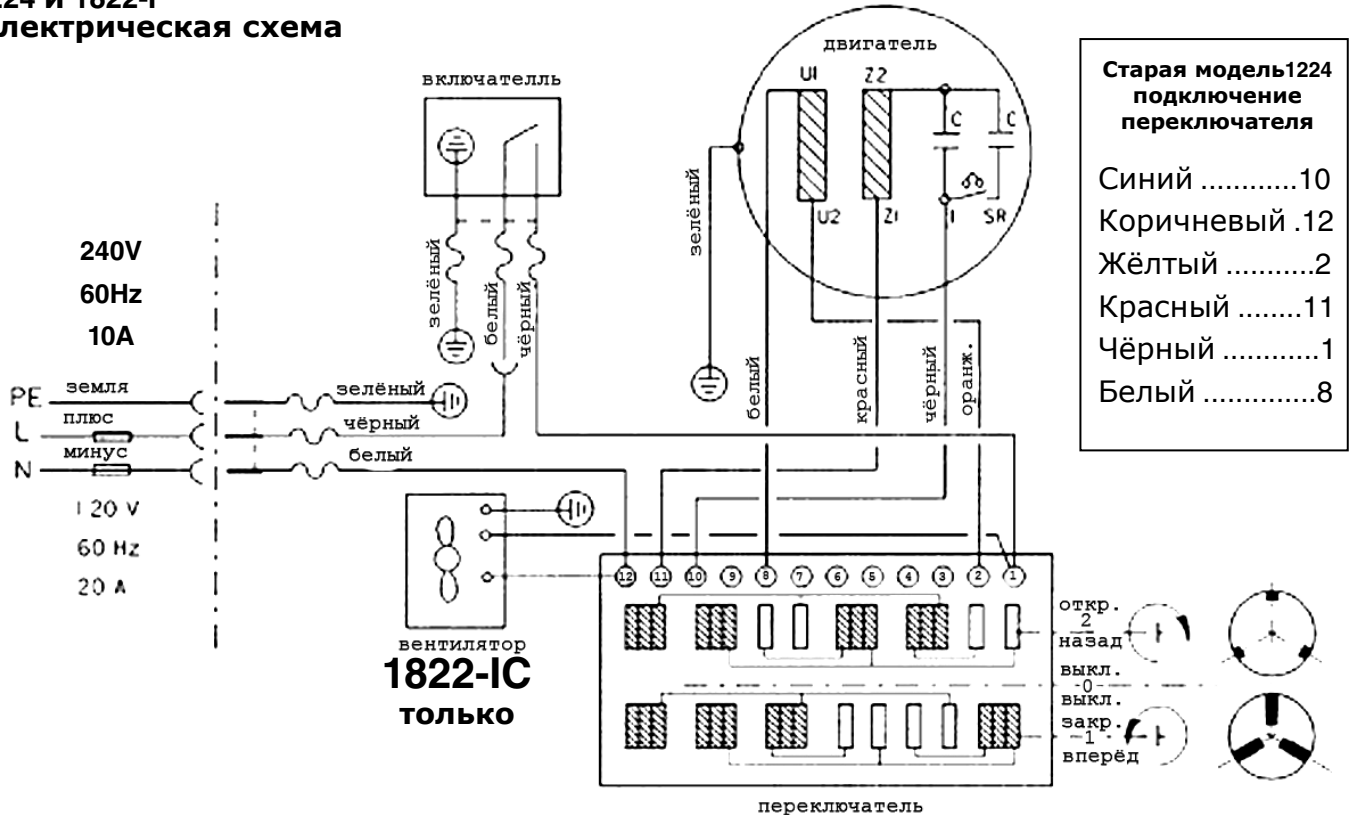 224 и 1822-I
лектрическая схема
включателль
двигатель
U1
Z2
C
C
U2
Z1
1
SR
зелёный
зелёный
белый
чёрный
240V
60Hz
10A
PE
земля
зелёный
L
плюс
чёрный
N
минус
белый
120 V
60 Hz
20 A
белый
красный
чёрный
оранж.
вентилятор
1822-IC
только
12 11 10 9 8 7 6 5 4 3 2 1
откр.
2
назад
выкл.
0
выкл.
закр.
1
вперёд
переключатель
Старая модель1224
подключение
переключателя
Синий ............10
Коричневый .12
Жёлтый ...........2
Красный ........11
Чёрный ............1
Белый ..............8